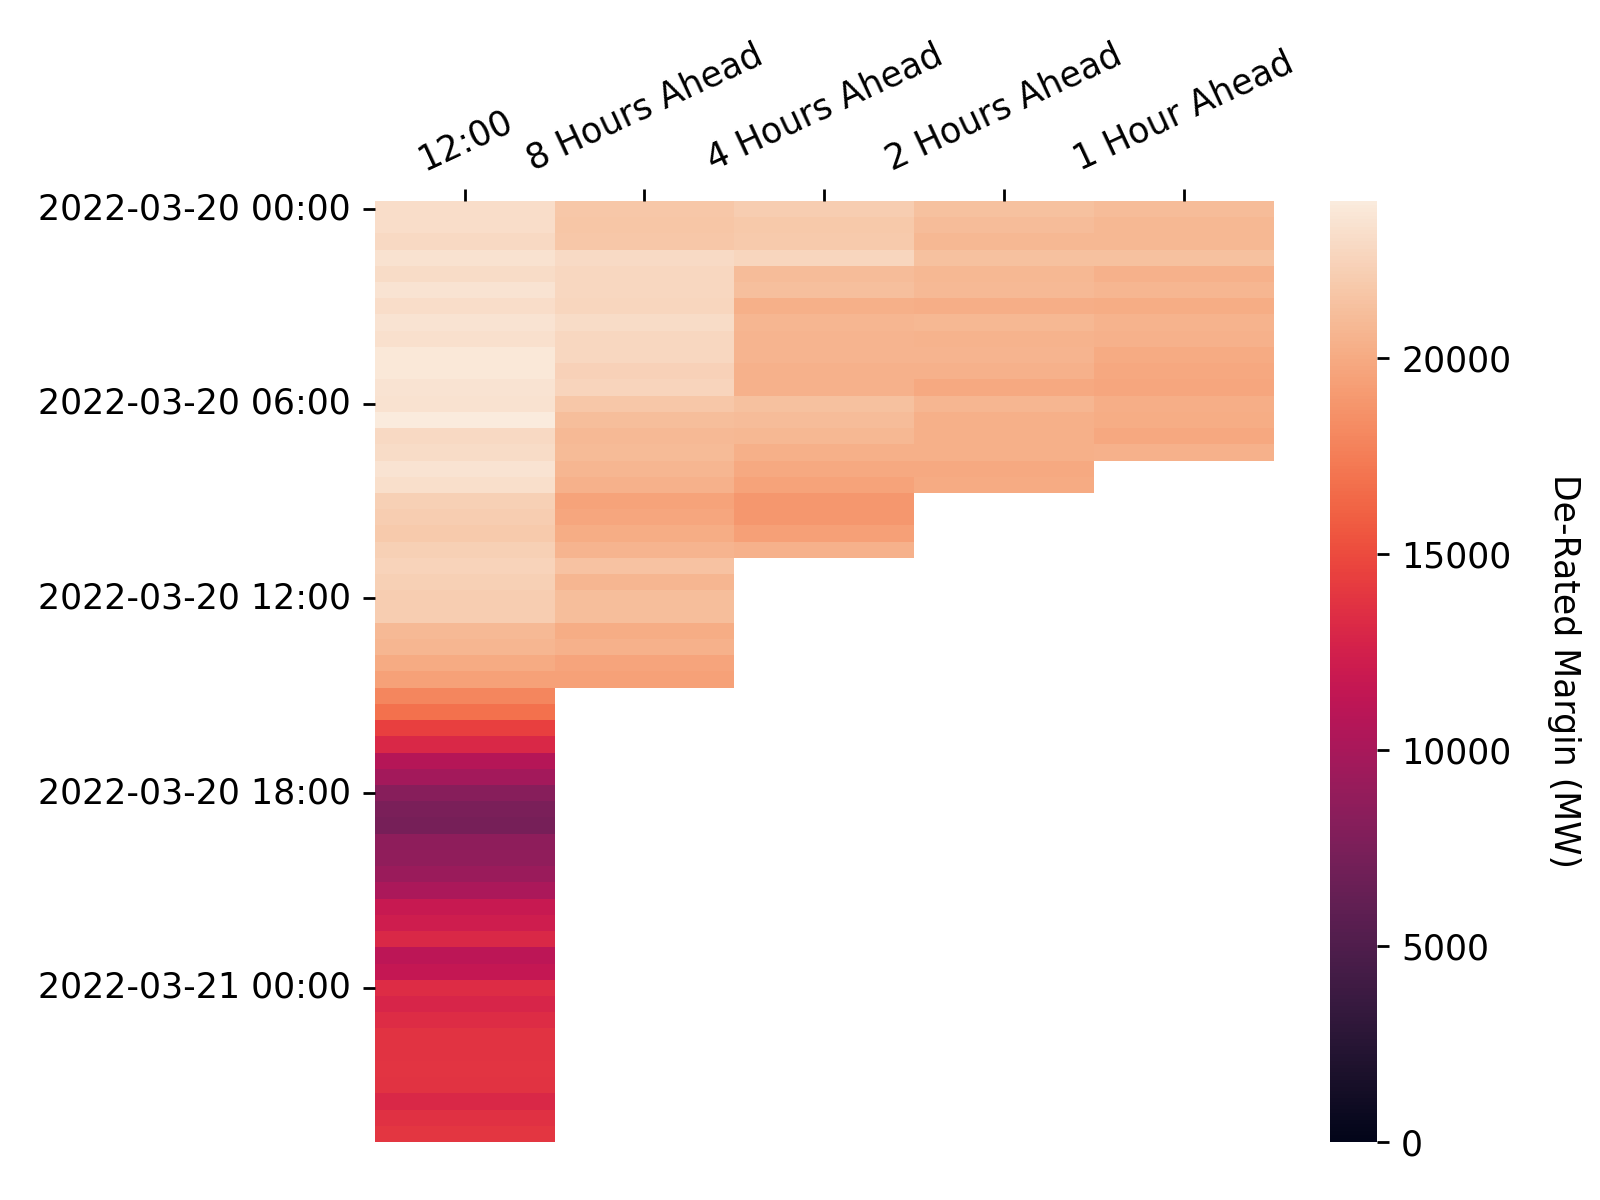 12:00
8 Hours Ahead
4 Hours Ahead
2 Hours Ahead
1 Hour Ahead
2022-03-20 00:00
2022-03-20 06:00
2022-03-20 12:00
2022-03-20 18:00
2022-03-21 00:00
20000
15000
10000
5000
0
De-Rated Margin (MW)